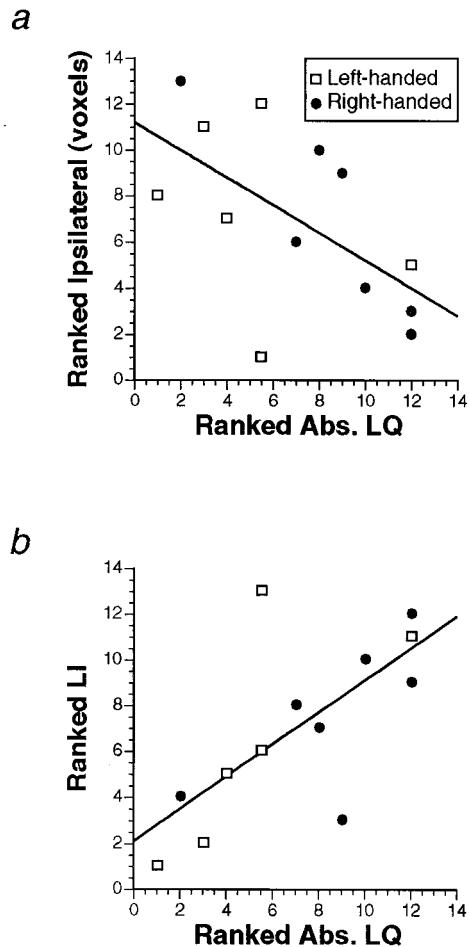 a
14
12
10
8
6
4
2
0
Ranked Ipsilateral (voxels)
Left-handed
Right-handed
0 2 4 6 8 10 12 14
Ranked Abs. LQ
b
14
12
10
8
6
4
2
0
Ranked LI
0 2 4 6 8 10 12 14
Ranked Abs. LQ